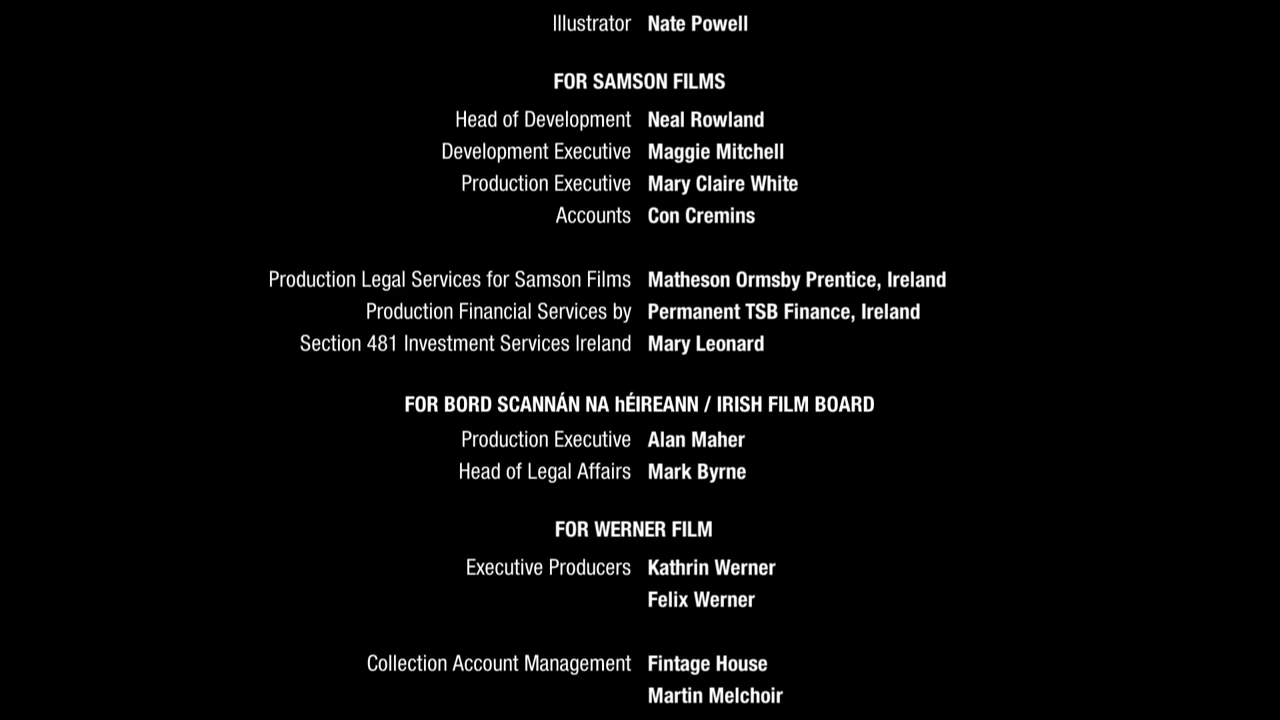 Illustrator Nate Powell
FOR SAMSON FILMS
Head of Development Neal Rowland
Development Executive Maggie Mitchell
Production Executive Mary Claire White
Accounts Con Cremins
Production Legal Services for Samson Films Matheson Ormsby Prentice, Ireland
Production Financial Services by Permanent TSB Finance, Ireland
Section 481 Investment Services Ireland Mary Leonard
FOR BORD SCANNÁN NA hÉIREANN / IRISH FILM BOARD
Production Executive Alan Maher
Head of Legal Affairs Mark Byrne
FOR WERNER FILM
Executive Producers Kathrin Werner
Felix Werner
Collection Account Management Fintage House
Martin Melchoir